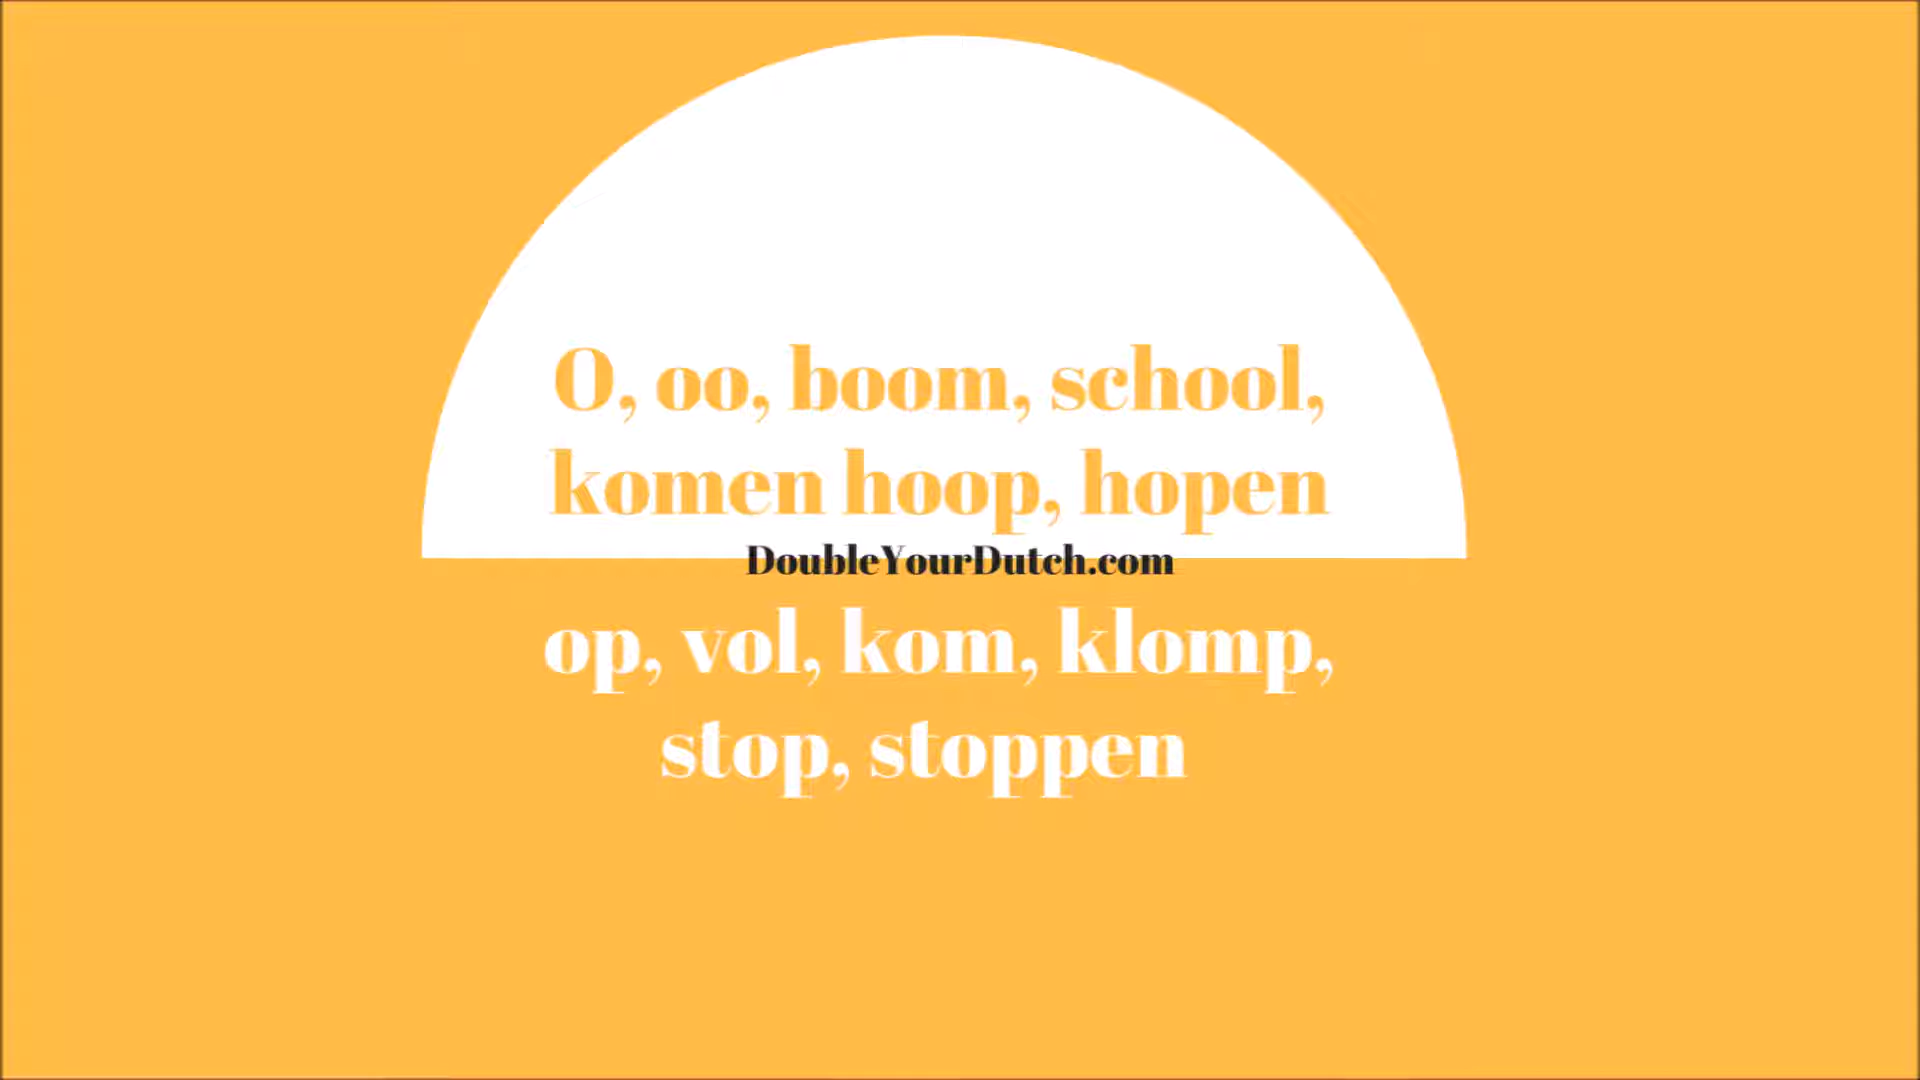 O, oo, boom, school,
komen hoop, hopen
DoubleYourDutch.com
op, vol, kom, klomp,
stop, stoppen